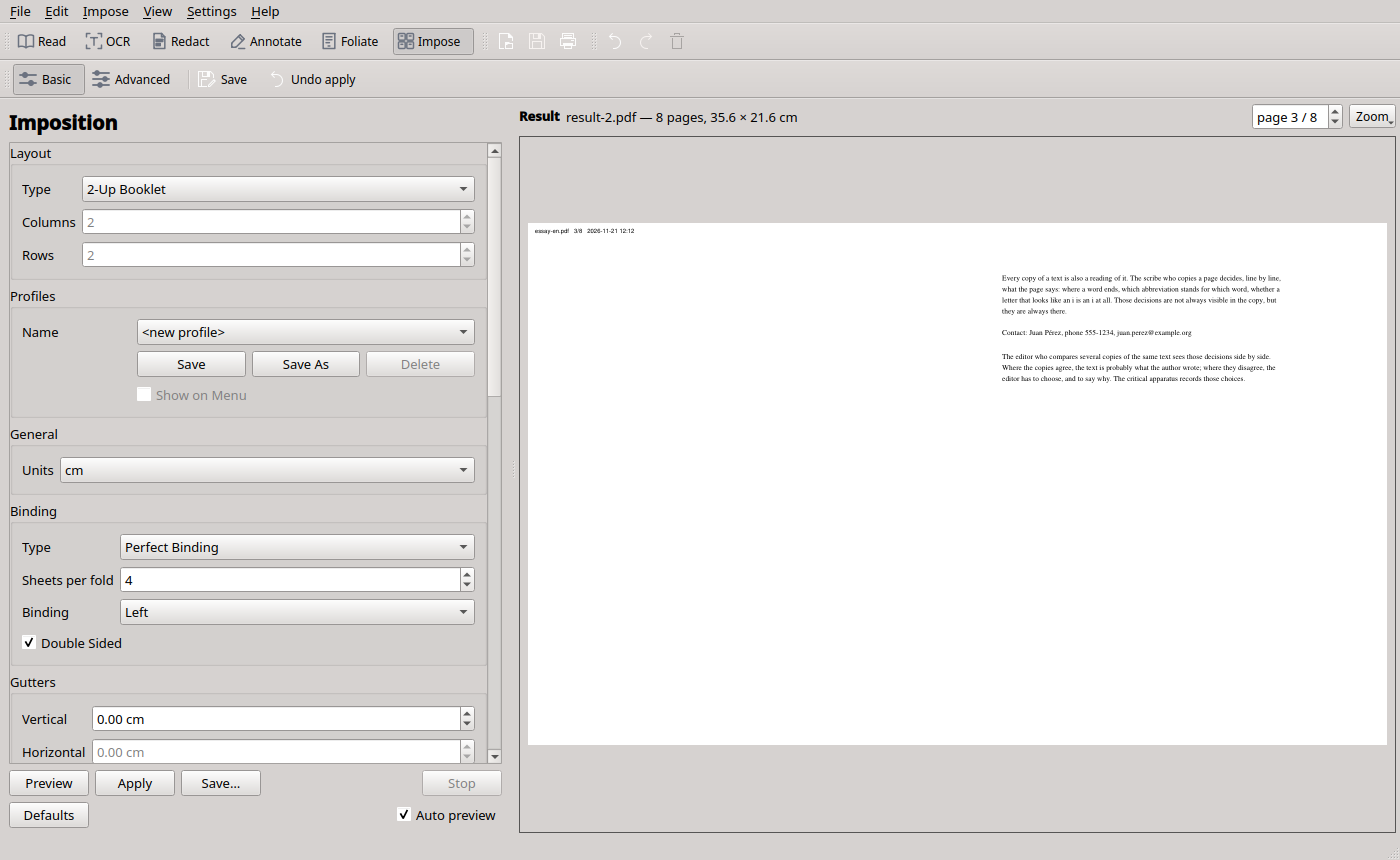 File Edit Impose View Settings Help
Read OCR Redact Annotate Foliate Impose
Basic Advanced Save Undo apply
Imposition
Layout
Type 2-Up Booklet
Columns 2
Rows 2
Profiles
Name <new profile>
Save Save As Delete
Show on Menu
General
Units cm
Binding
Type Perfect Binding
Sheets per fold 4
Binding Left
Double Sided
Gutters
Vertical 0.00 cm
Horizontal 0.00 cm
Preview Apply Save... Stop
Defaults Auto preview
Result result-2.pdf — 8 pages, 35.6 × 21.6 cm page 3 / 8 Zoom
essay-en.pdf 3/8 2026-11-21 12:12
Every copy of a text is also a reading of it. The scribe who copies a page decides, line by line,
what the page says: where a word ends, which abbreviation stands for which word, whether a
letter that looks like an i is an i at all. Those decisions are not always visible in the copy, but
they are always there.
Contact: Juan Pérez, phone 555-1234, juan.perez@example.org
The editor who compares several copies of the same text sees those decisions side by side.
Where the copies agree, the text is probably what the author wrote; where they disagree, the
editor has to choose, and to say why. The critical apparatus records those choices.